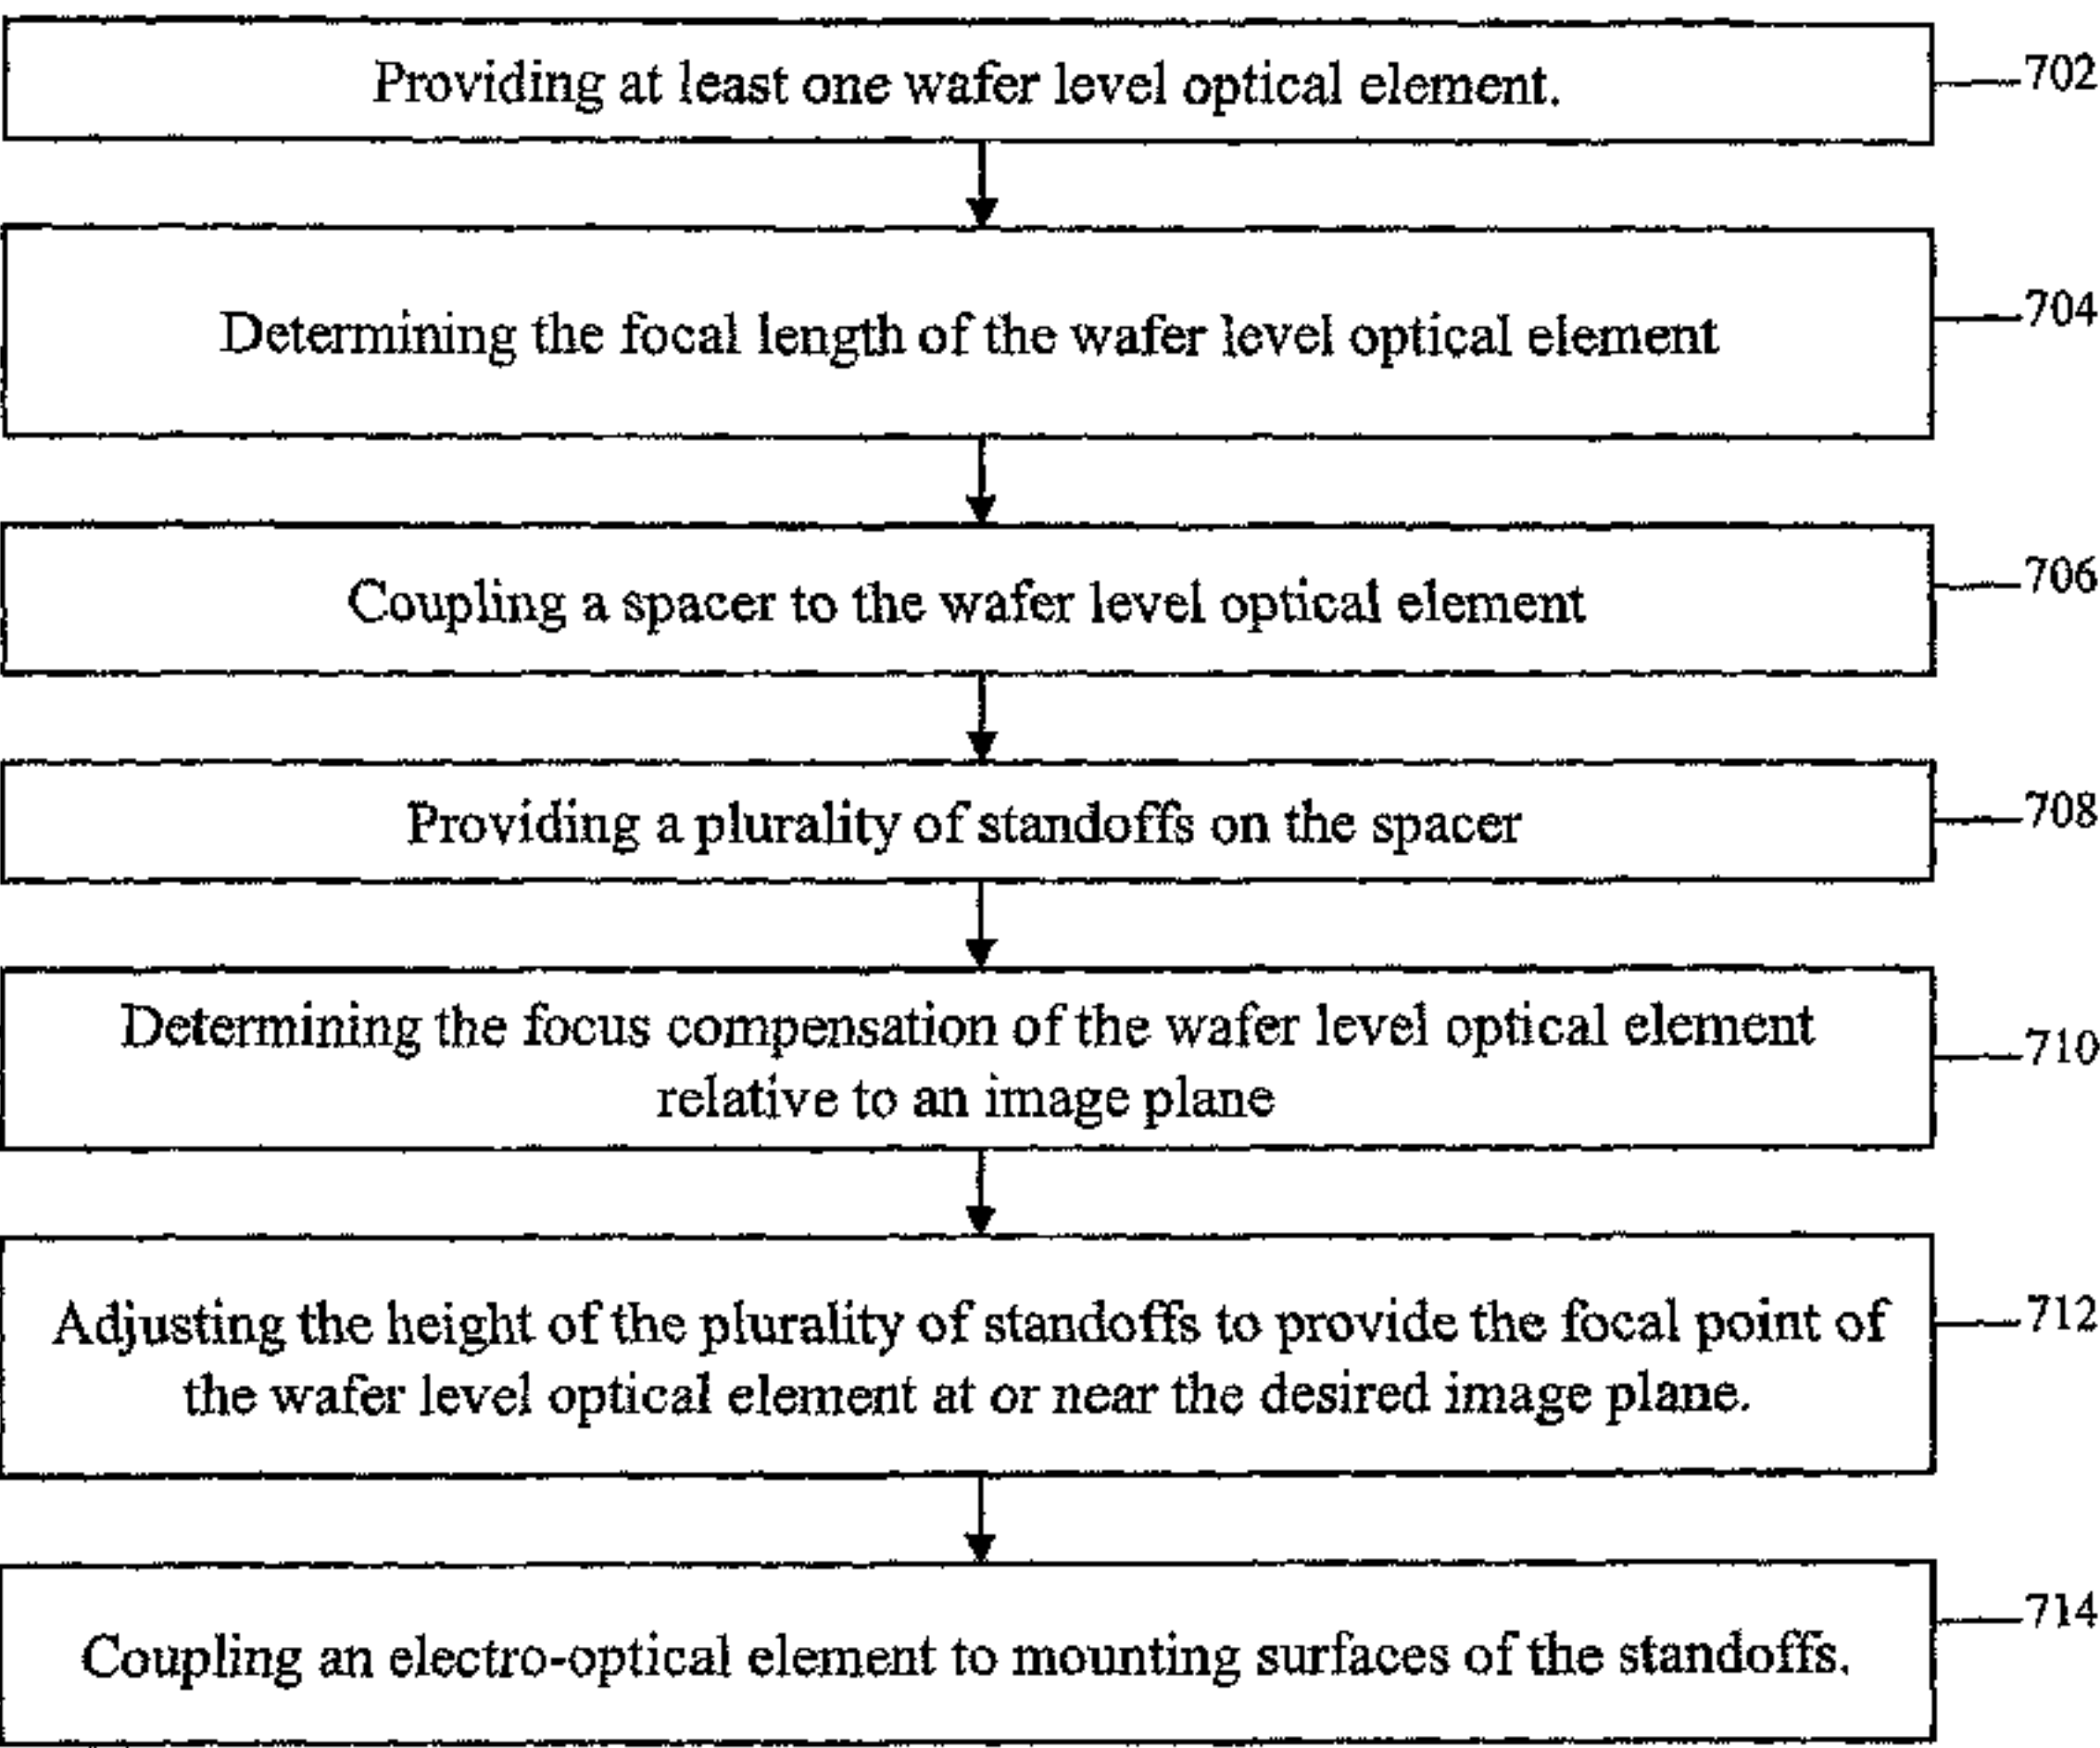 Providing at least one wafer level optical element.
702
Determining the focal length of the wafer level optical element
704
Coupling a spacer to the wafer level optical element
706
Providing a plurality of standoffs on the spacer
708
Determining the focus compensation of the wafer level optical element
relative to an image plane
710
Adjusting the height of the plurality of standoffs to provide the focal point of
the wafer level optical element at or near the desired image plane.
712
Coupling an electro-optical element to mounting surfaces of the standoffs.
714